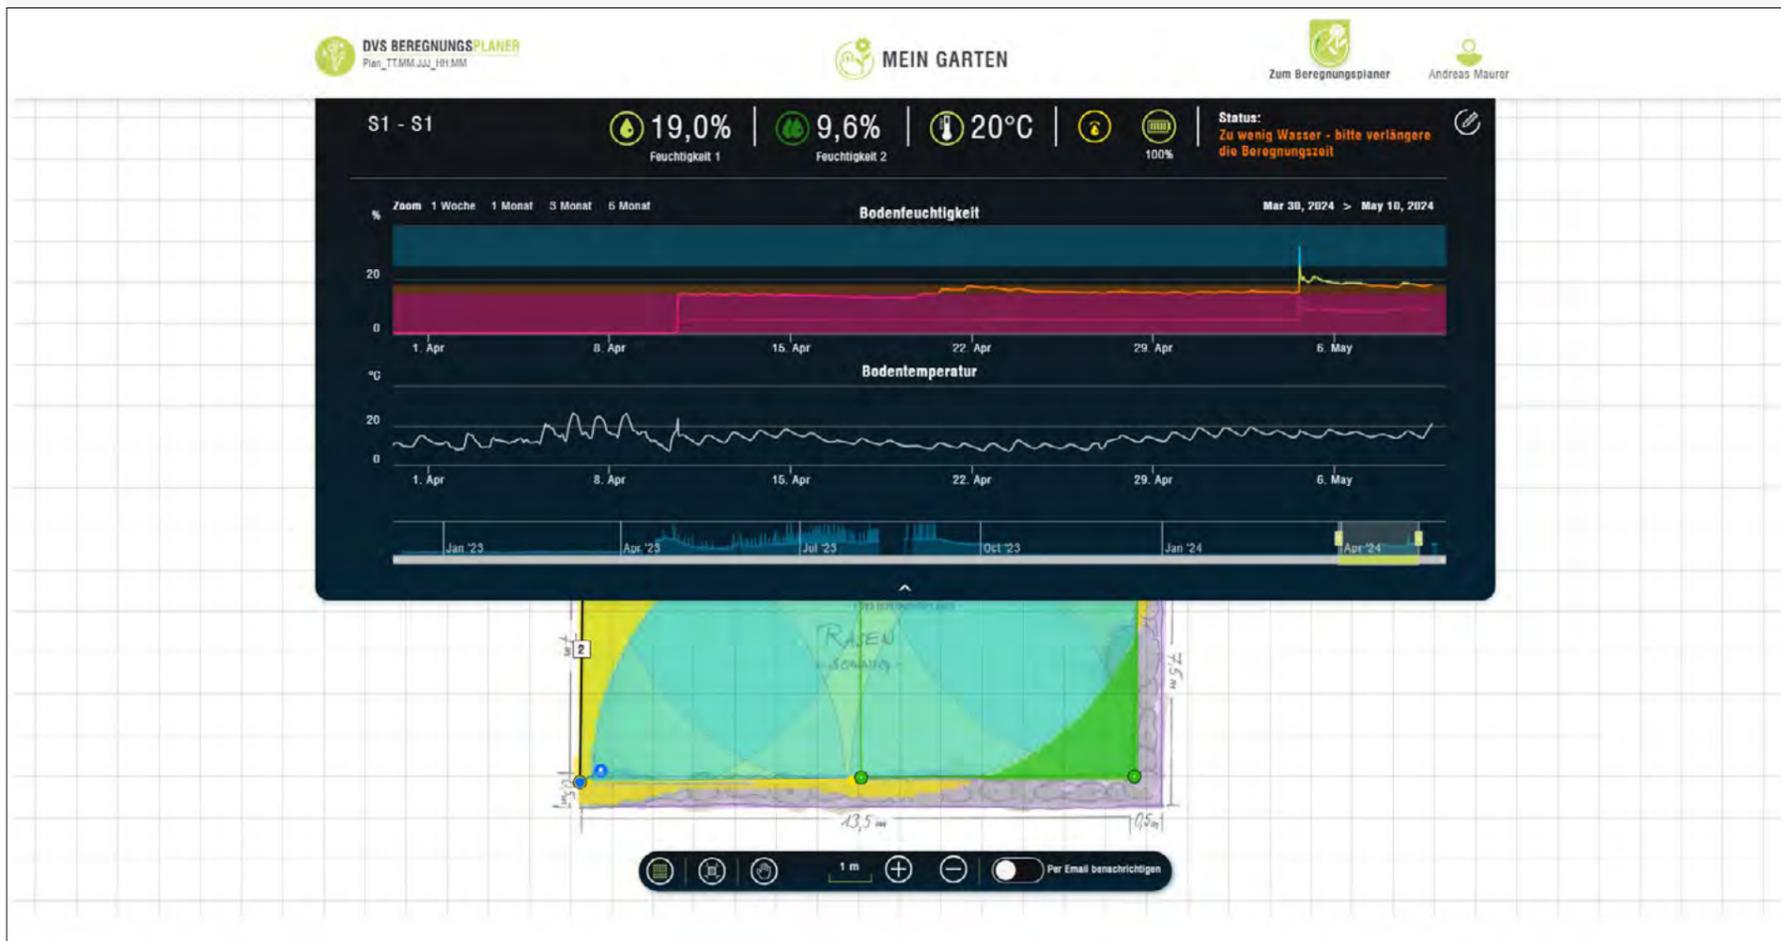 DVS BEREGNUNGSPLANER
Plan_TT.MM.JJJ_HH:MM
MEIN GARTEN
Zum Beregnungsplaner
Andreas Maurer
S1 - S1
19,0%
Feuchtigkeit 1
9,6%
Feuchtigkeit 2
20°C
100%
Status:
Zu wenig Wasser - bitte verlängere
die Beregnungszeit
Zoom 1 Woche 1 Monat 3 Monat 6 Monat
Bodenfeuchtigkeit
Mar 30, 2024 > May 10, 2024
%
20
0
1. Apr 8. Apr 15. Apr 22. Apr 29. Apr 6. May
Bodentemperatur
°C
20
0
1. Apr 8. Apr 15. Apr 22. Apr 29. Apr 6. May
Jan '23 Apr '23 Jul '23 Oct '23 Jan '24 Apr '24
RASEN
2
7,5 m
0,5m
13,5 m
0,5m
1 m
Per Email benachrichtigen